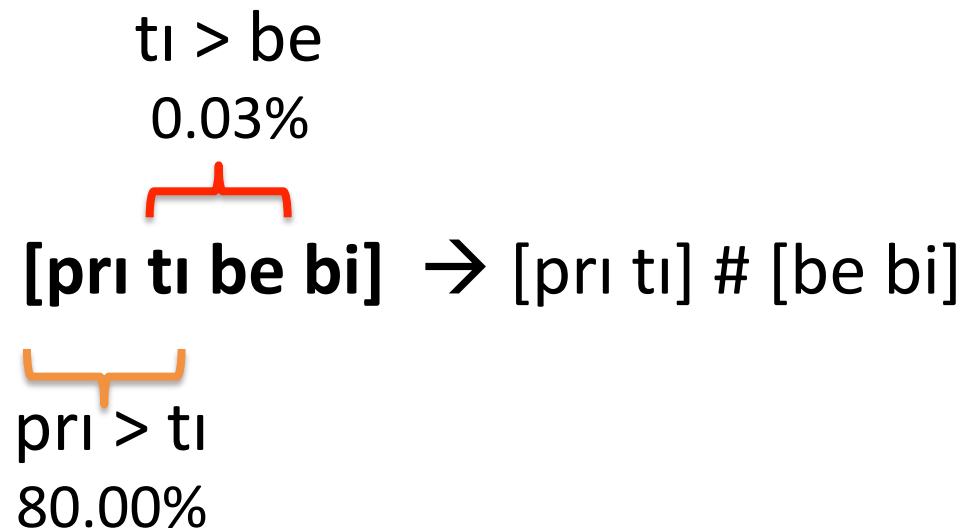 tı > be
0.03%
[prı tı be bi] → [prı tı] # [be bi]
prı > tı
80.00%